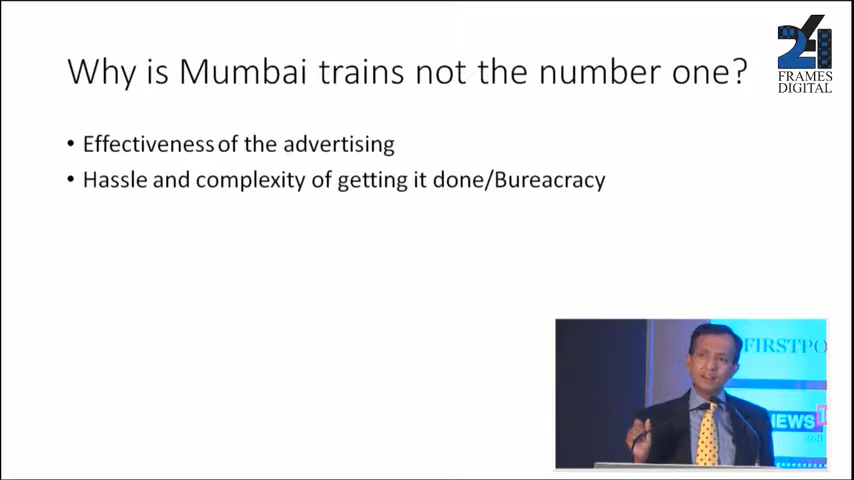 Why is Mumbai trains not the number one?
24
FRAMES
DIGITAL
• Effectiveness of the advertising
• Hassle and complexity of getting it done/Bureacracy
FIRSTPO
NEWS